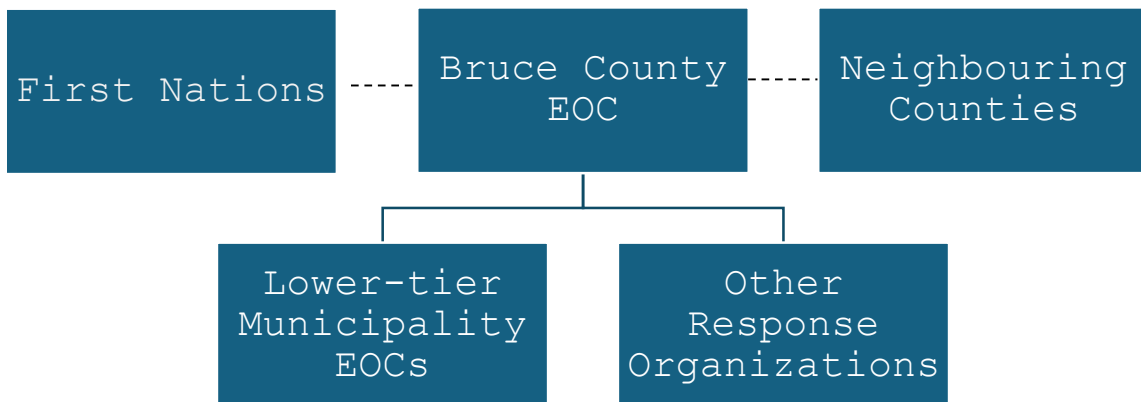 First Nations
Bruce County
EOC
Neighbouring
Counties
Lower-tier
Municipality
EOCs
Other
Response
Organizations